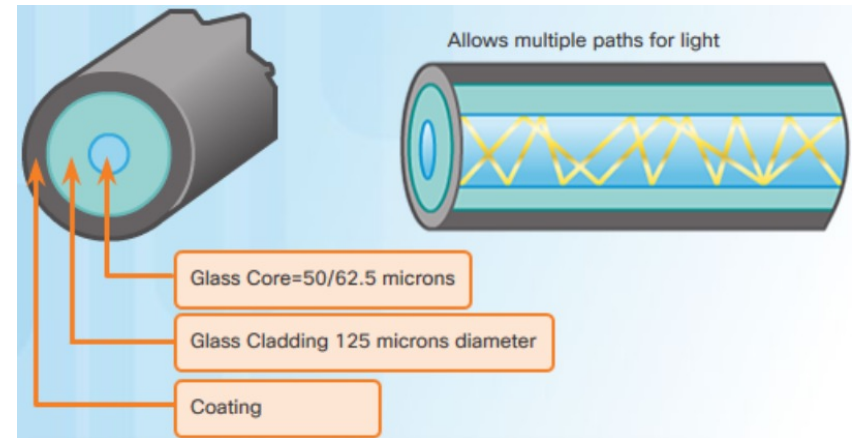 Allows multiple paths for light
Glass Core=50/62.5 microns
Glass Cladding 125 microns diameter
Coating